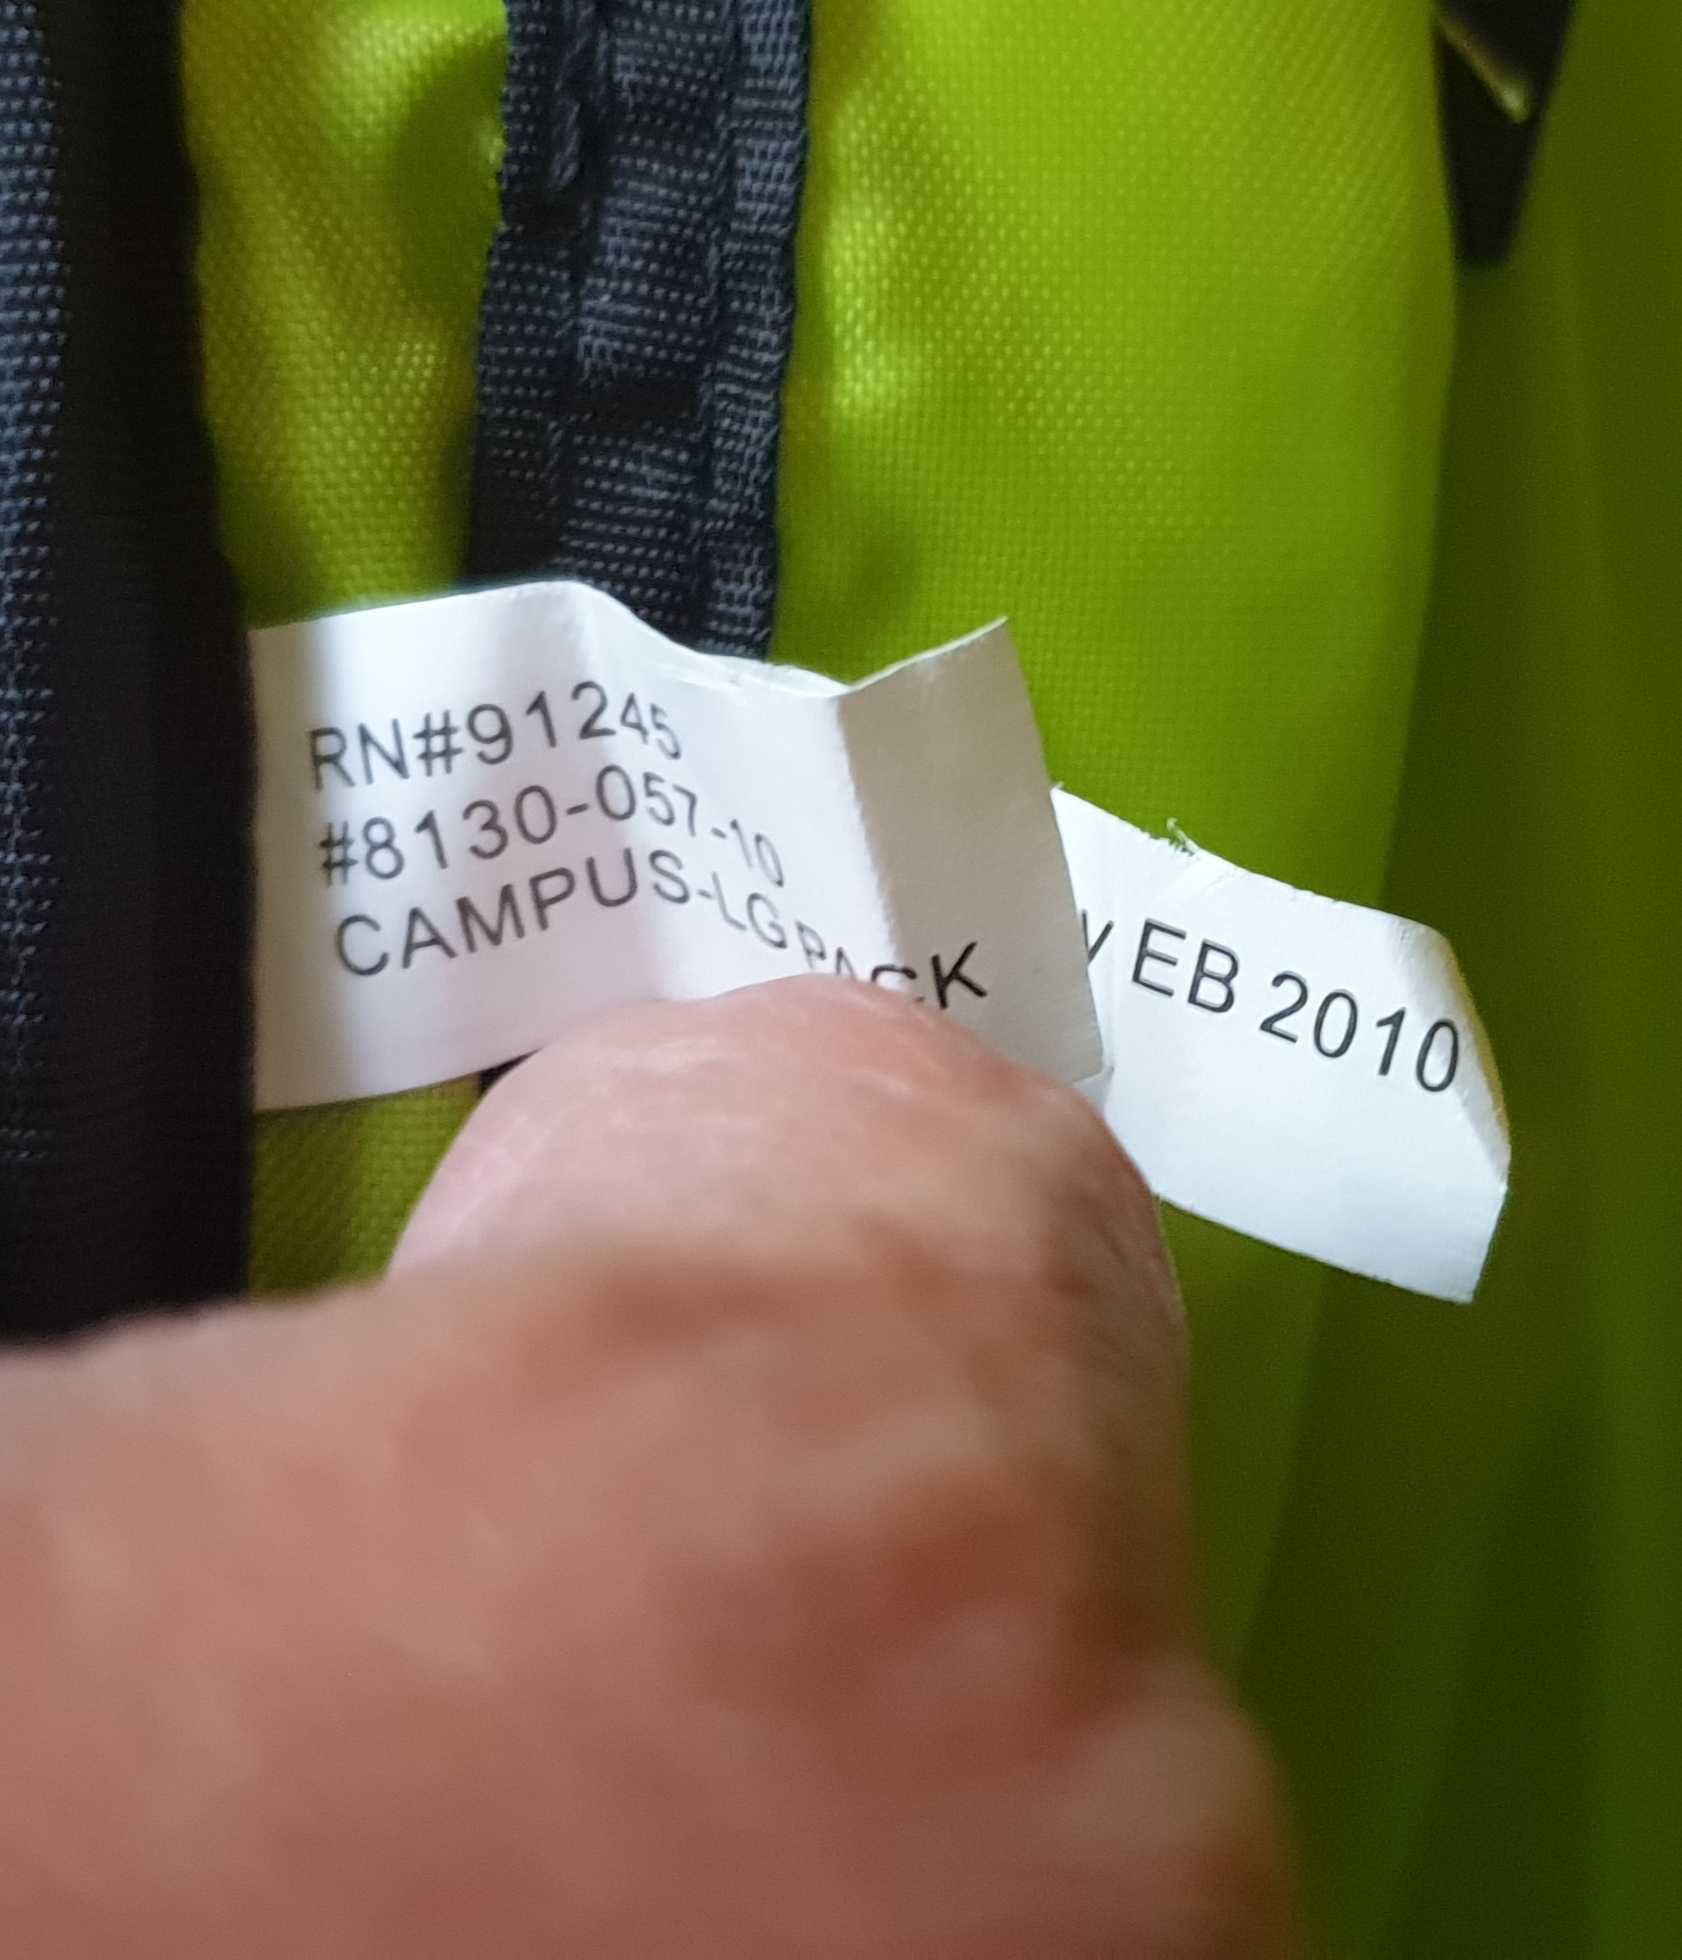 RN#91245
#8130-057-10
CAMPUS-LG PACK
EB 2010